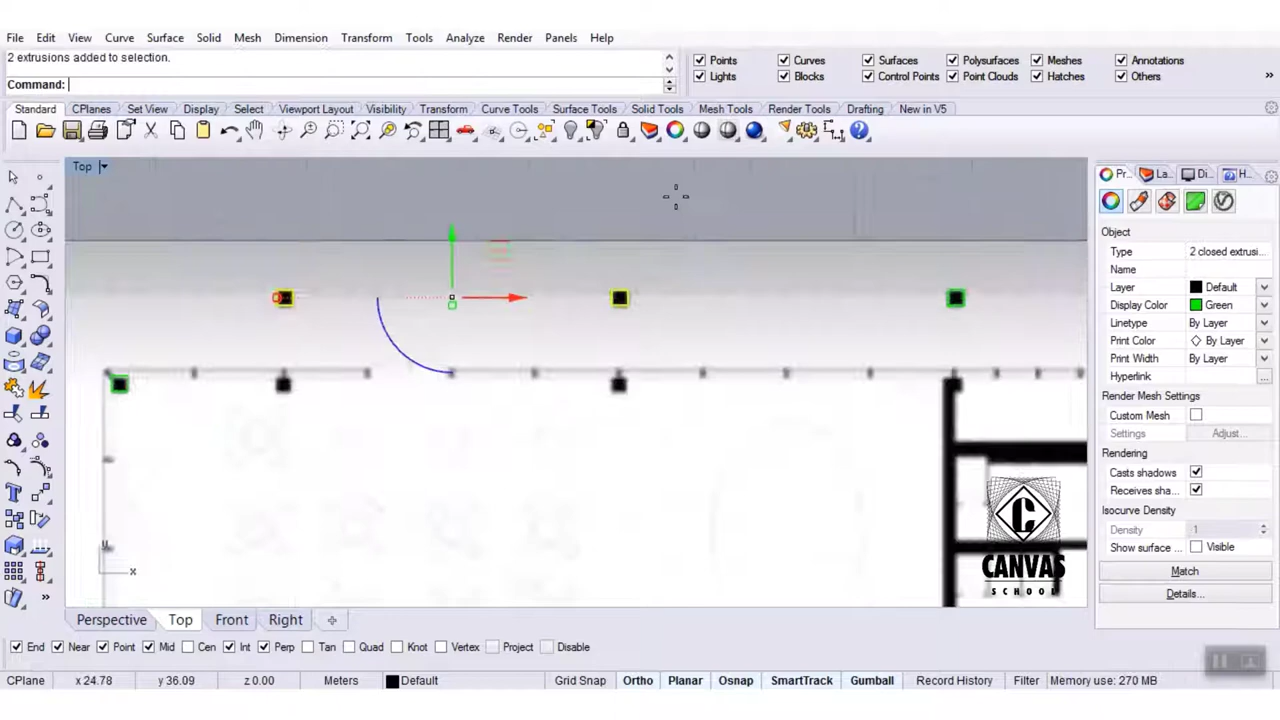 File Edit View Curve Surface Solid Mesh Dimension Transform Tools Analyze Render Panels Help
2 extrusions added to selection.
Command:
Points Curves Surfaces Polysurfaces Meshes Annotations
Lights Blocks Control Points Point Clouds Hatches Others
Standard CPlanes Set View Display Select Viewport Layout Visibility Transform Curve Tools Surface Tools Solid Tools Mesh Tools Render Tools Drafting New in V5
Top
Pr... La... Di... H...
Object
Type 2 closed extrusi...
Name
Layer Default
Display Color Green
Linetype By Layer
Print Color By Layer
Print Width By Layer
Hyperlink ...
Render Mesh Settings
Custom Mesh
Settings Adjust...
Rendering
Casts shadows
Receives sha...
Isocurve Density
Density 1
Show surface ... Visible
Match
Details...
C
CANVAS
SCHOOL
y
x
Perspective Top Front Right
End Near Point Mid Cen Int Perp Tan Quad Knot Vertex Project Disable
CPlane x 24.78 y 36.09 z 0.00 Meters Default Grid Snap Ortho Planar Osnap SmartTrack Gumball Record History Filter Memory use: 270 MB